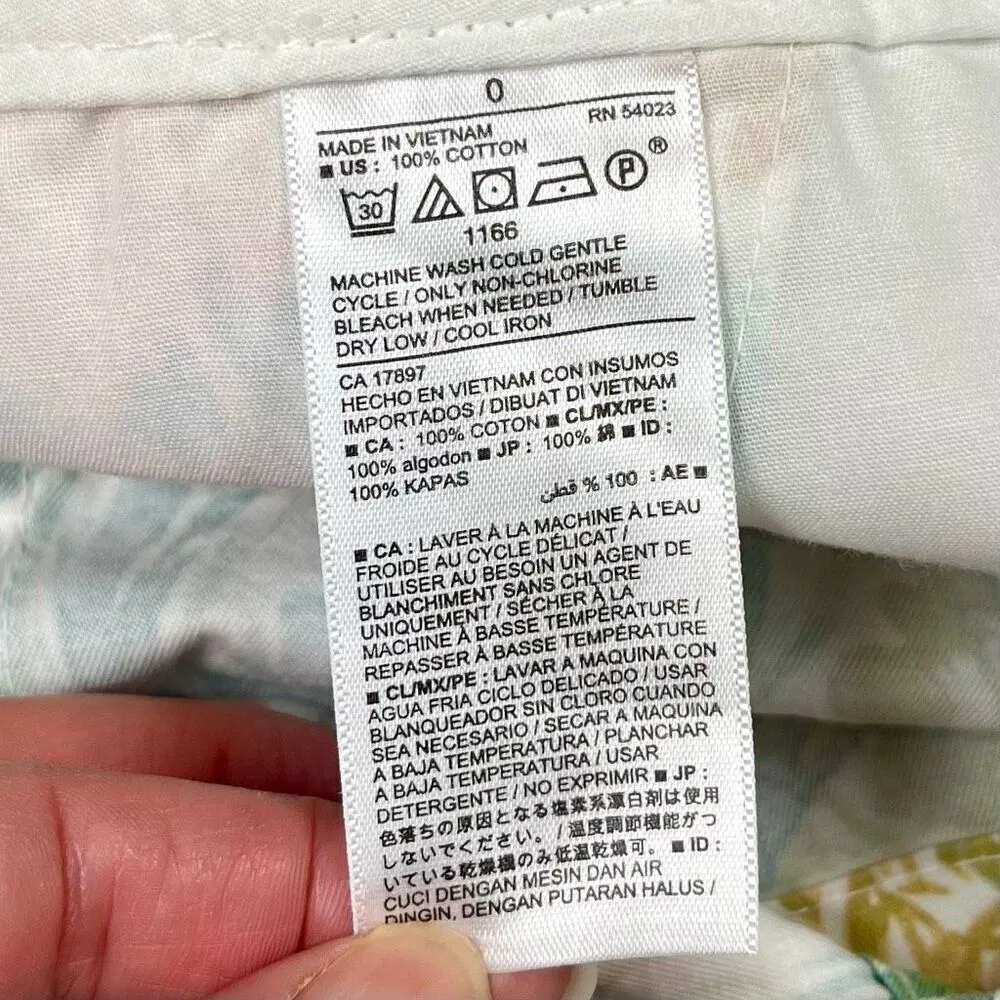 0
RN 54023
MADE IN VIETNAM
■ US : 100% COTTON
30 P ®
1166
MACHINE WASH COLD GENTLE
CYCLE / ONLY NON-CHLORINE
BLEACH WHEN NEEDED / TUMBLE
DRY LOW / COOL IRON
CA 17897
HECHO EN VIETNAM CON INSUMOS
IMPORTADOS / DIBUAT DI VIETNAM
■ CA : 100% COTON ■ CL/MX/PE :
100% algodon ■ JP : 100% 綿 ■ ID :
100% KAPAS
■ AE : 100 % قطن
■ CA : LAVER À LA MACHINE À L'EAU
FROIDE AU CYCLE DÉLICAT /
UTILISER AU BESOIN UN AGENT DE
BLANCHIMENT SANS CHLORE
UNIQUEMENT / SÉCHER À LA
MACHINE À BASSE TEMPÉRATURE /
REPASSER À BASSE TEMPÉRATURE
■ CL/MX/PE : LAVAR A MAQUINA CON
AGUA FRIA CICLO DELICADO / USAR
BLANQUEADOR SIN CLORO CUANDO
SEA NECESARIO / SECAR A MAQUINA
A BAJA TEMPERATURA / PLANCHAR
A BAJA TEMPERATURA / USAR
DETERGENTE / NO EXPRIMIR ■ JP :
色落ちの原因となる塩素系漂白剤は使用
しないでください。 / 温度調節機能がつ
いている乾燥機のみ低温乾燥可。 ■ ID :
CUCI DENGAN MESIN DAN AIR
DINGIN, DENGAN PUTARAN HALUS /